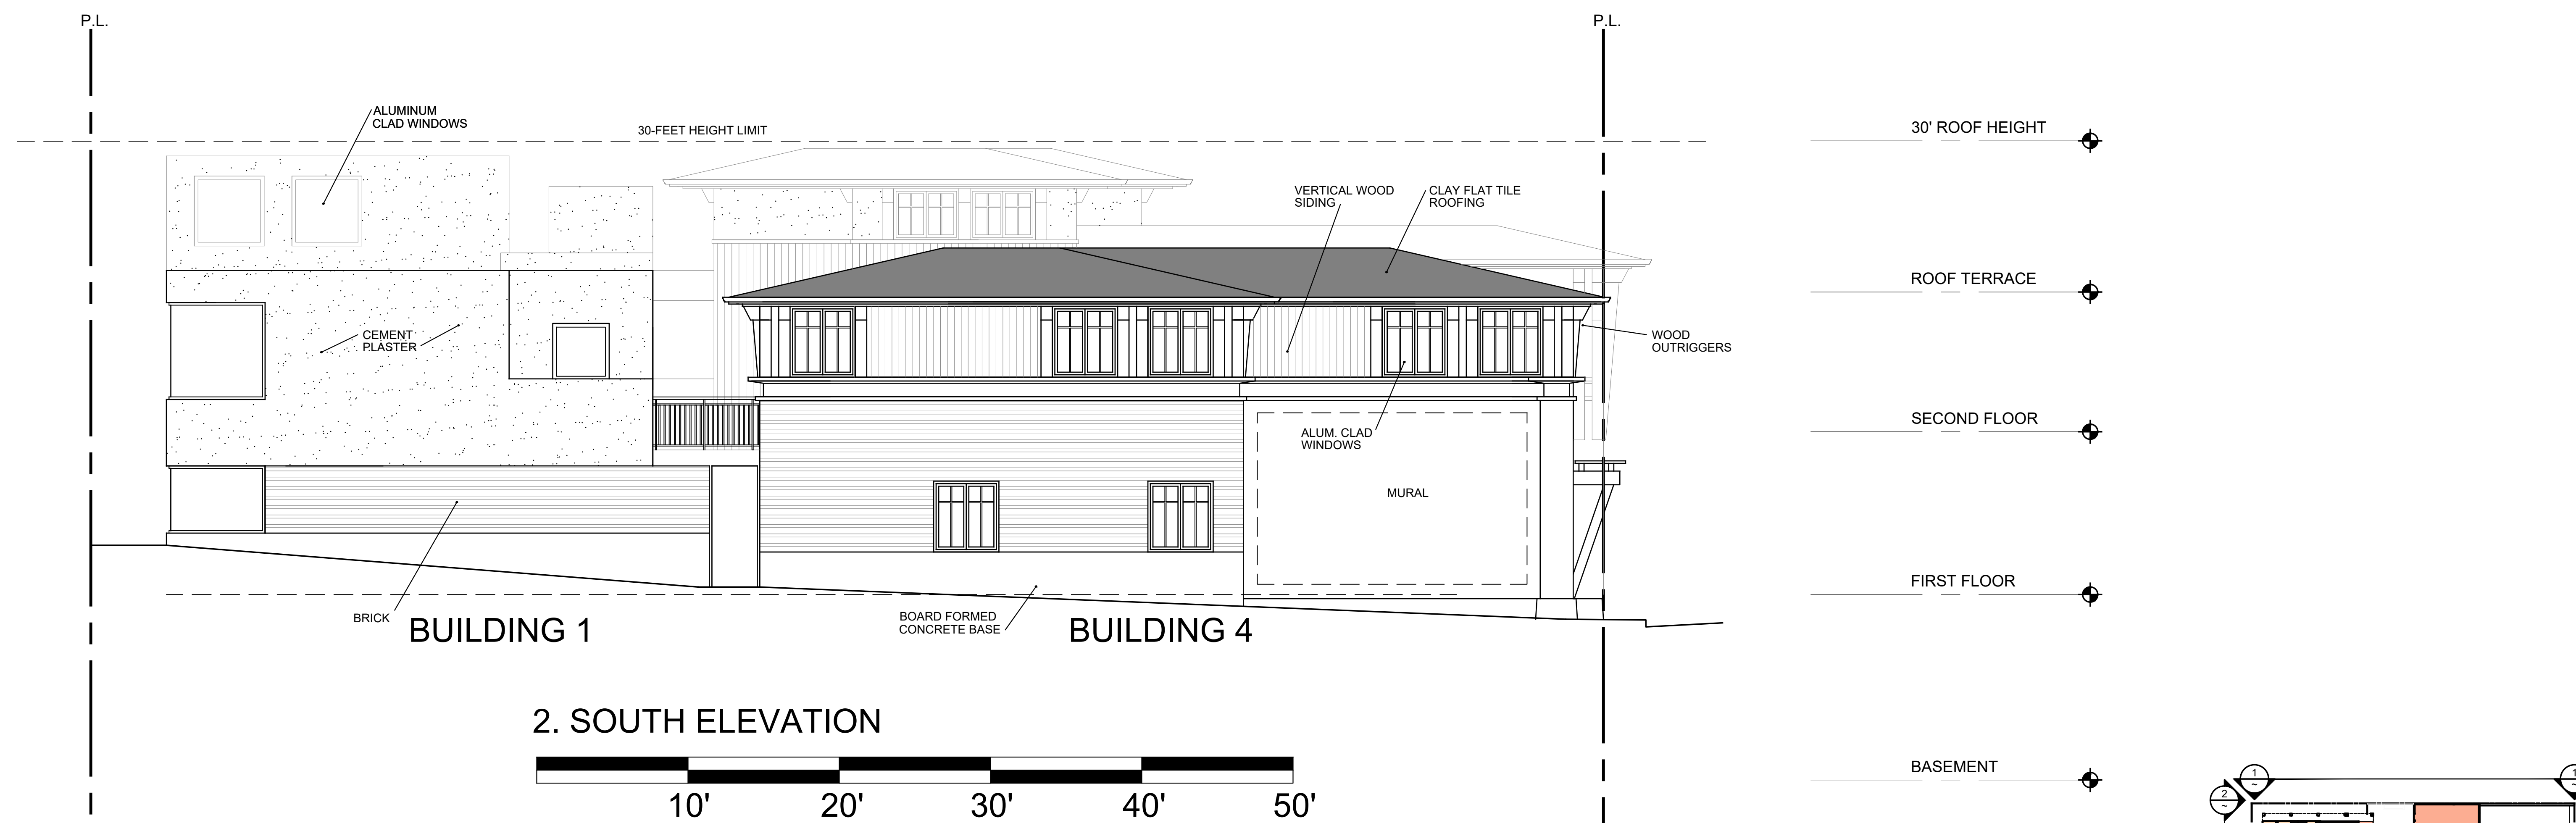 P.L.
P.L.
ALUMINUM
CLAD WINDOWS
30-FEET HEIGHT LIMIT
30' ROOF HEIGHT
VERTICAL WOOD
SIDING
CLAY FLAT TILE
ROOFING
ROOF TERRACE
CEMENT
PLASTER
WOOD
OUTRIGGERS
SECOND FLOOR
ALUM. CLAD
WINDOWS
MURAL
FIRST FLOOR
BRICK
BUILDING 1
BOARD FORMED
CONCRETE BASE
BUILDING 4
2. SOUTH ELEVATION
BASEMENT
10' 20' 30' 40' 50'
1
~
2
~
1
~